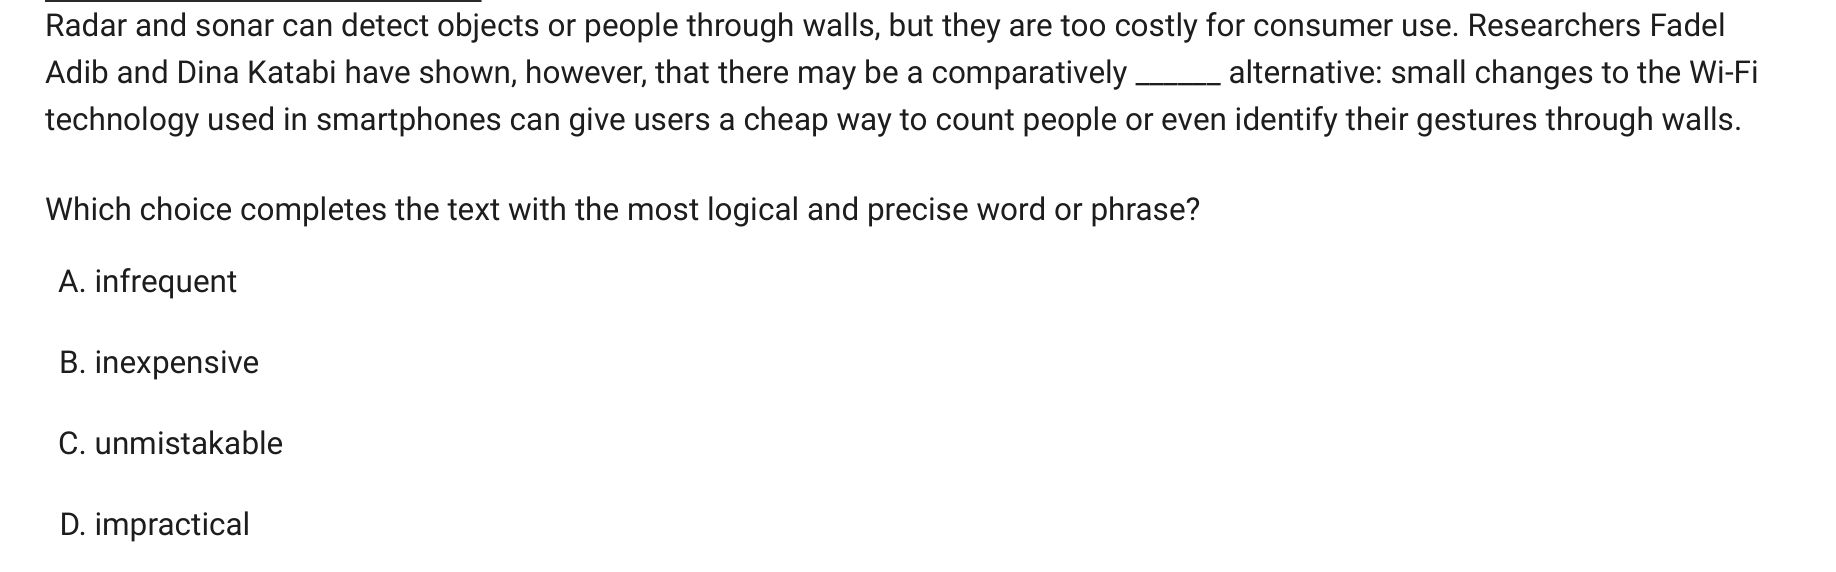 Radar and sonar can detect objects or people through walls, but they are too costly for consumer use. Researchers Fadel
Adib and Dina Katabi have shown, however, that there may be a comparatively ______ alternative: small changes to the Wi-Fi
technology used in smartphones can give users a cheap way to count people or even identify their gestures through walls.
Which choice completes the text with the most logical and precise word or phrase?
A. infrequent
B. inexpensive
C. unmistakable
D. impractical